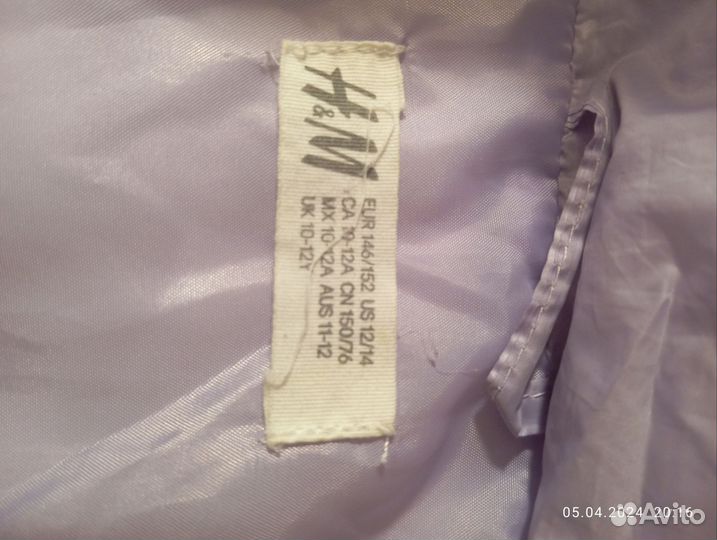 H&M
EUR 146/152 US 12/14
CA 10-12A CN 150/76
MX 10-12A AUS 11-12
UK 10-12Y
05.04.2024 20:16
Avito